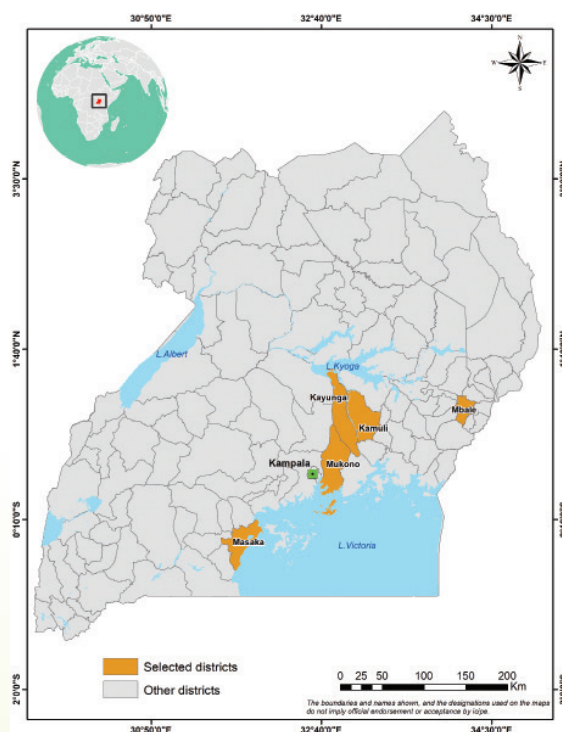 30°50'0"E 32°40'0"E 34°30'0"E
N
W E
S
3°30'0"N
L.Albert
1°40'0"N
L.Kyoga
Kayunga
Mbale
Kamuli
Kampala
Mukono
0°10'0"S
Masaka
L.Victoria
Selected districts
Other districts
0 25 50 100 150 200
Km
The boundaries and names shown, and the designations used on the maps
do not imply official endorsement or acceptance by icipe.
2°0'0"S
30°50'0"E 32°40'0"E 34°30'0"E